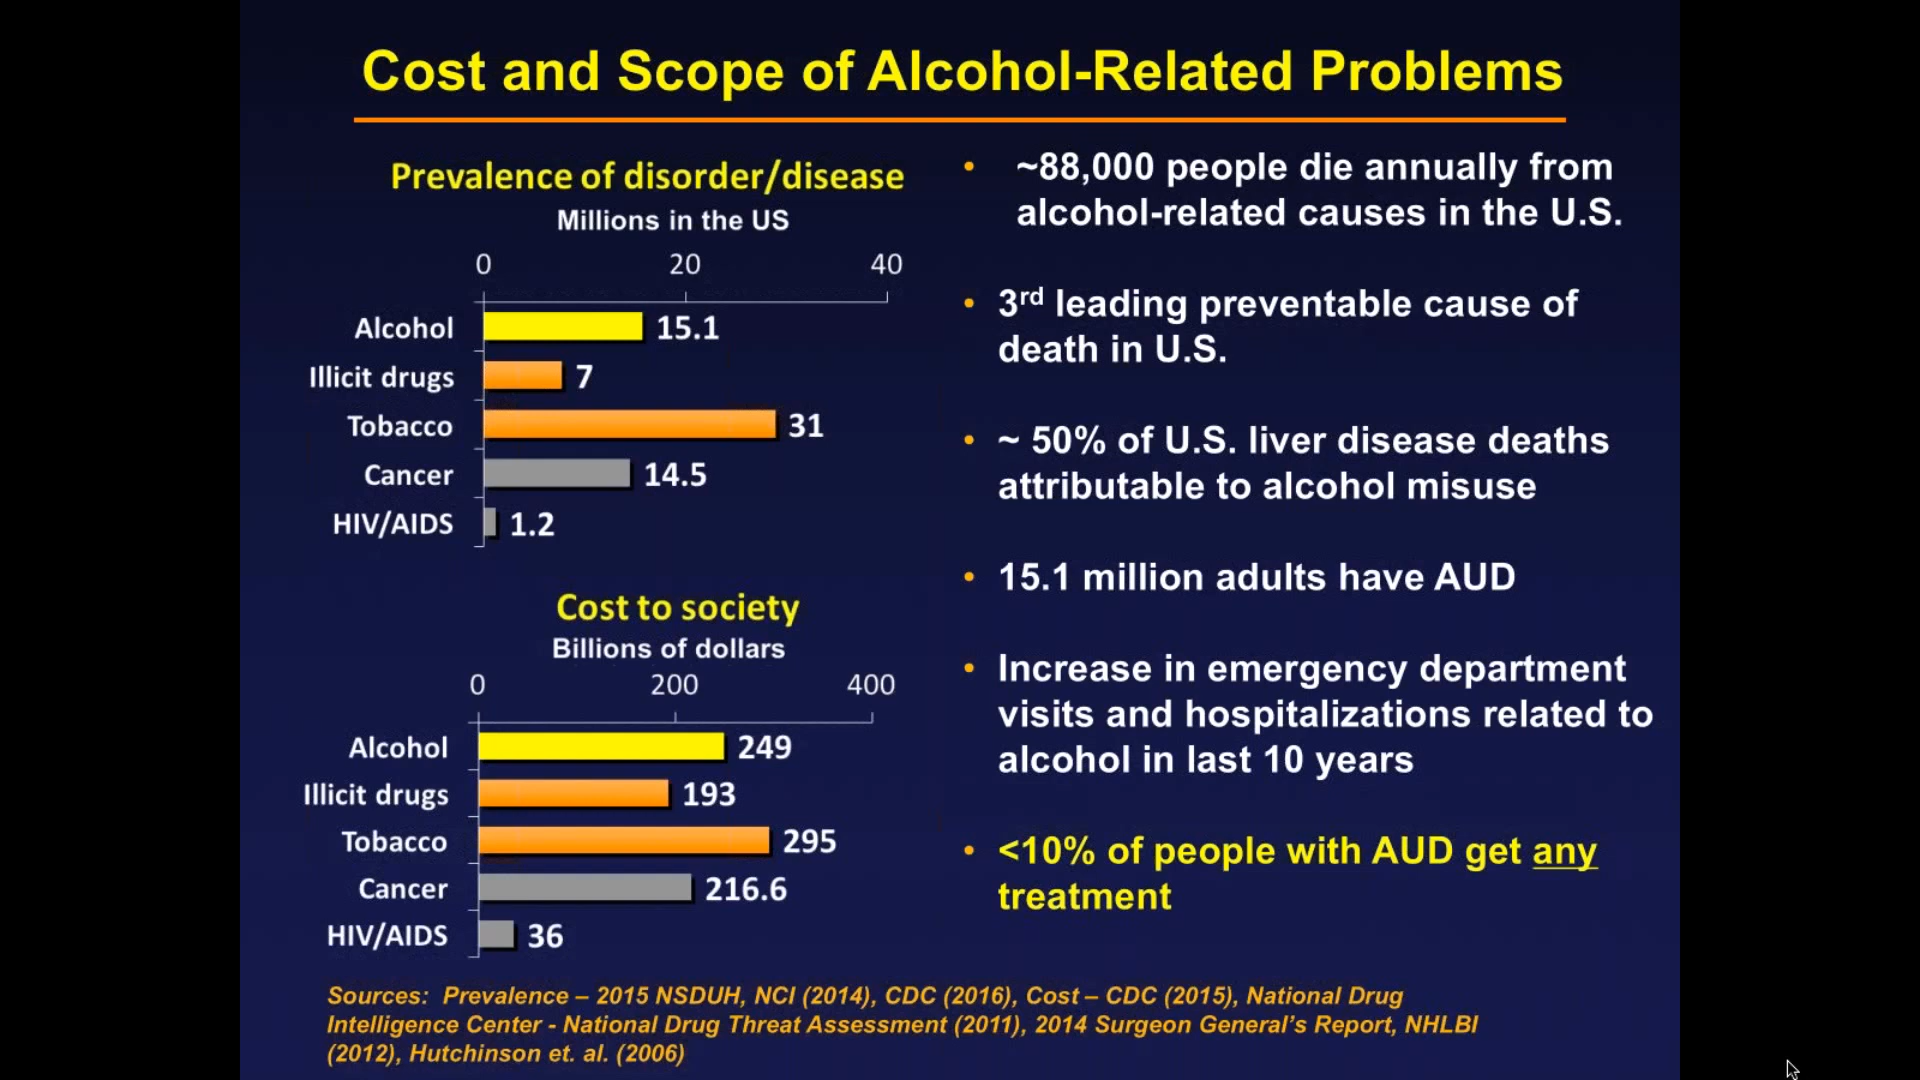 Cost and Scope of Alcohol-Related Problems
Prevalence of disorder/disease
Millions in the US
0 20 40
Alcohol 15.1
Illicit drugs 7
Tobacco 31
Cancer 14.5
HIV/AIDS 1.2
Cost to society
Billions of dollars
0 200 400
Alcohol 249
Illicit drugs 193
Tobacco 295
Cancer 216.6
HIV/AIDS 36
• ~88,000 people die annually from
alcohol-related causes in the U.S.
• 3rd leading preventable cause of
death in U.S.
• ~ 50% of U.S. liver disease deaths
attributable to alcohol misuse
• 15.1 million adults have AUD
• Increase in emergency department
visits and hospitalizations related to
alcohol in last 10 years
• <10% of people with AUD get any
treatment
Sources: Prevalence – 2015 NSDUH, NCI (2014), CDC (2016), Cost – CDC (2015), National Drug
Intelligence Center - National Drug Threat Assessment (2011), 2014 Surgeon General’s Report, NHLBI
(2012), Hutchinson et. al. (2006)